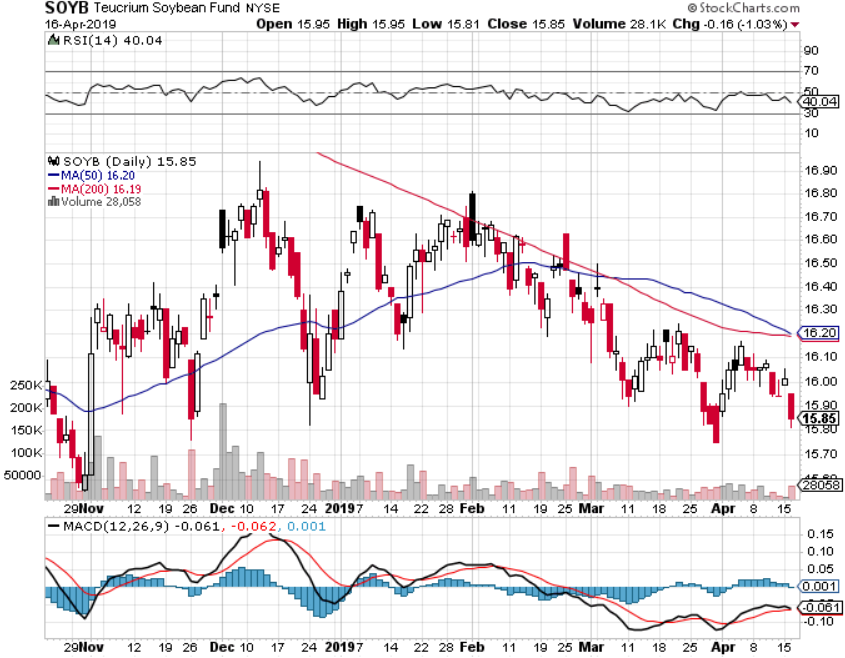 SOYB Teucrium Soybean Fund NYSE © StockCharts.com
16-Apr-2019 Open 15.95 High 15.95 Low 15.81 Close 15.85 Volume 28.1K Chg -0.16 (-1.03%)
RSI(14) 40.04
90
70
50
40.04
30
10
SOYB (Daily) 15.85
MA(50) 16.20
MA(200) 16.19
Volume 28,058
16.90
16.80
16.70
16.60
16.50
16.40
16.30
16.20
16.10
16.00
15.90
15.85
15.80
15.70
28058
250K
200K
150K
100K
50000
29 Nov 5 12 19 26 Dec 10 17 24 2019 7 14 22 28 Feb 11 19 25 Mar 11 18 25 Apr 8 15
MACD(12,26,9) -0.061, -0.062, 0.001
0.15
0.10
0.05
0.001
-0.061
-0.10
29 Nov 5 12 19 26 Dec 10 17 24 2019 7 14 22 28 Feb 11 19 25 Mar 11 18 25 Apr 8 15